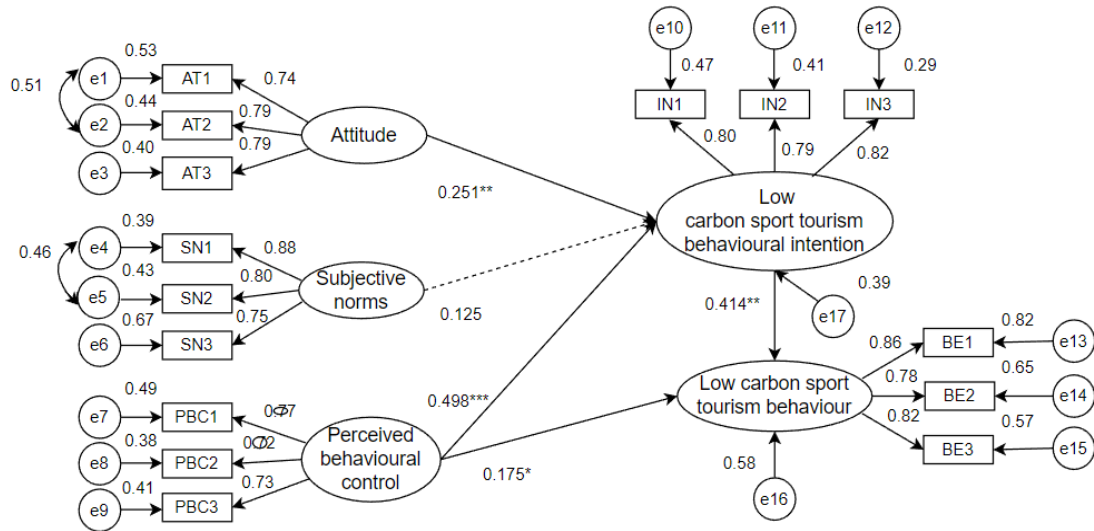 e10
e11
e12
0.53
0.47
0.41
0.29
e1
AT1
0.74
0.51
0.44
IN1
IN2
IN3
e2
AT2
0.79
Attitude
0.80
0.79
0.82
0.40
0.79
e3
AT3
0.251**
Low
carbon sport tourism
behavioural intention
0.39
e4
SN1
0.88
0.46
0.43
0.80
Subjective
norms
e5
SN2
0.39
0.67
0.75
0.125
0.414**
e17
e6
SN3
0.82
0.86
BE1
e13
0.49
0.78
0.65
Low carbon sport
tourism behaviour
BE2
e14
e7
PBC1
0.498***
0.82
0.57
0.38
Perceived
behavioural
control
BE3
e15
e8
PBC2
0.175*
0.58
0.41
0.73
e16
e9
PBC3